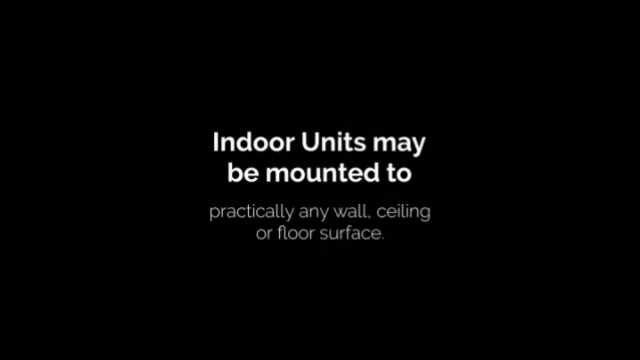 Indoor Units may
be mounted to
practically any wall, ceiling
or floor surface.